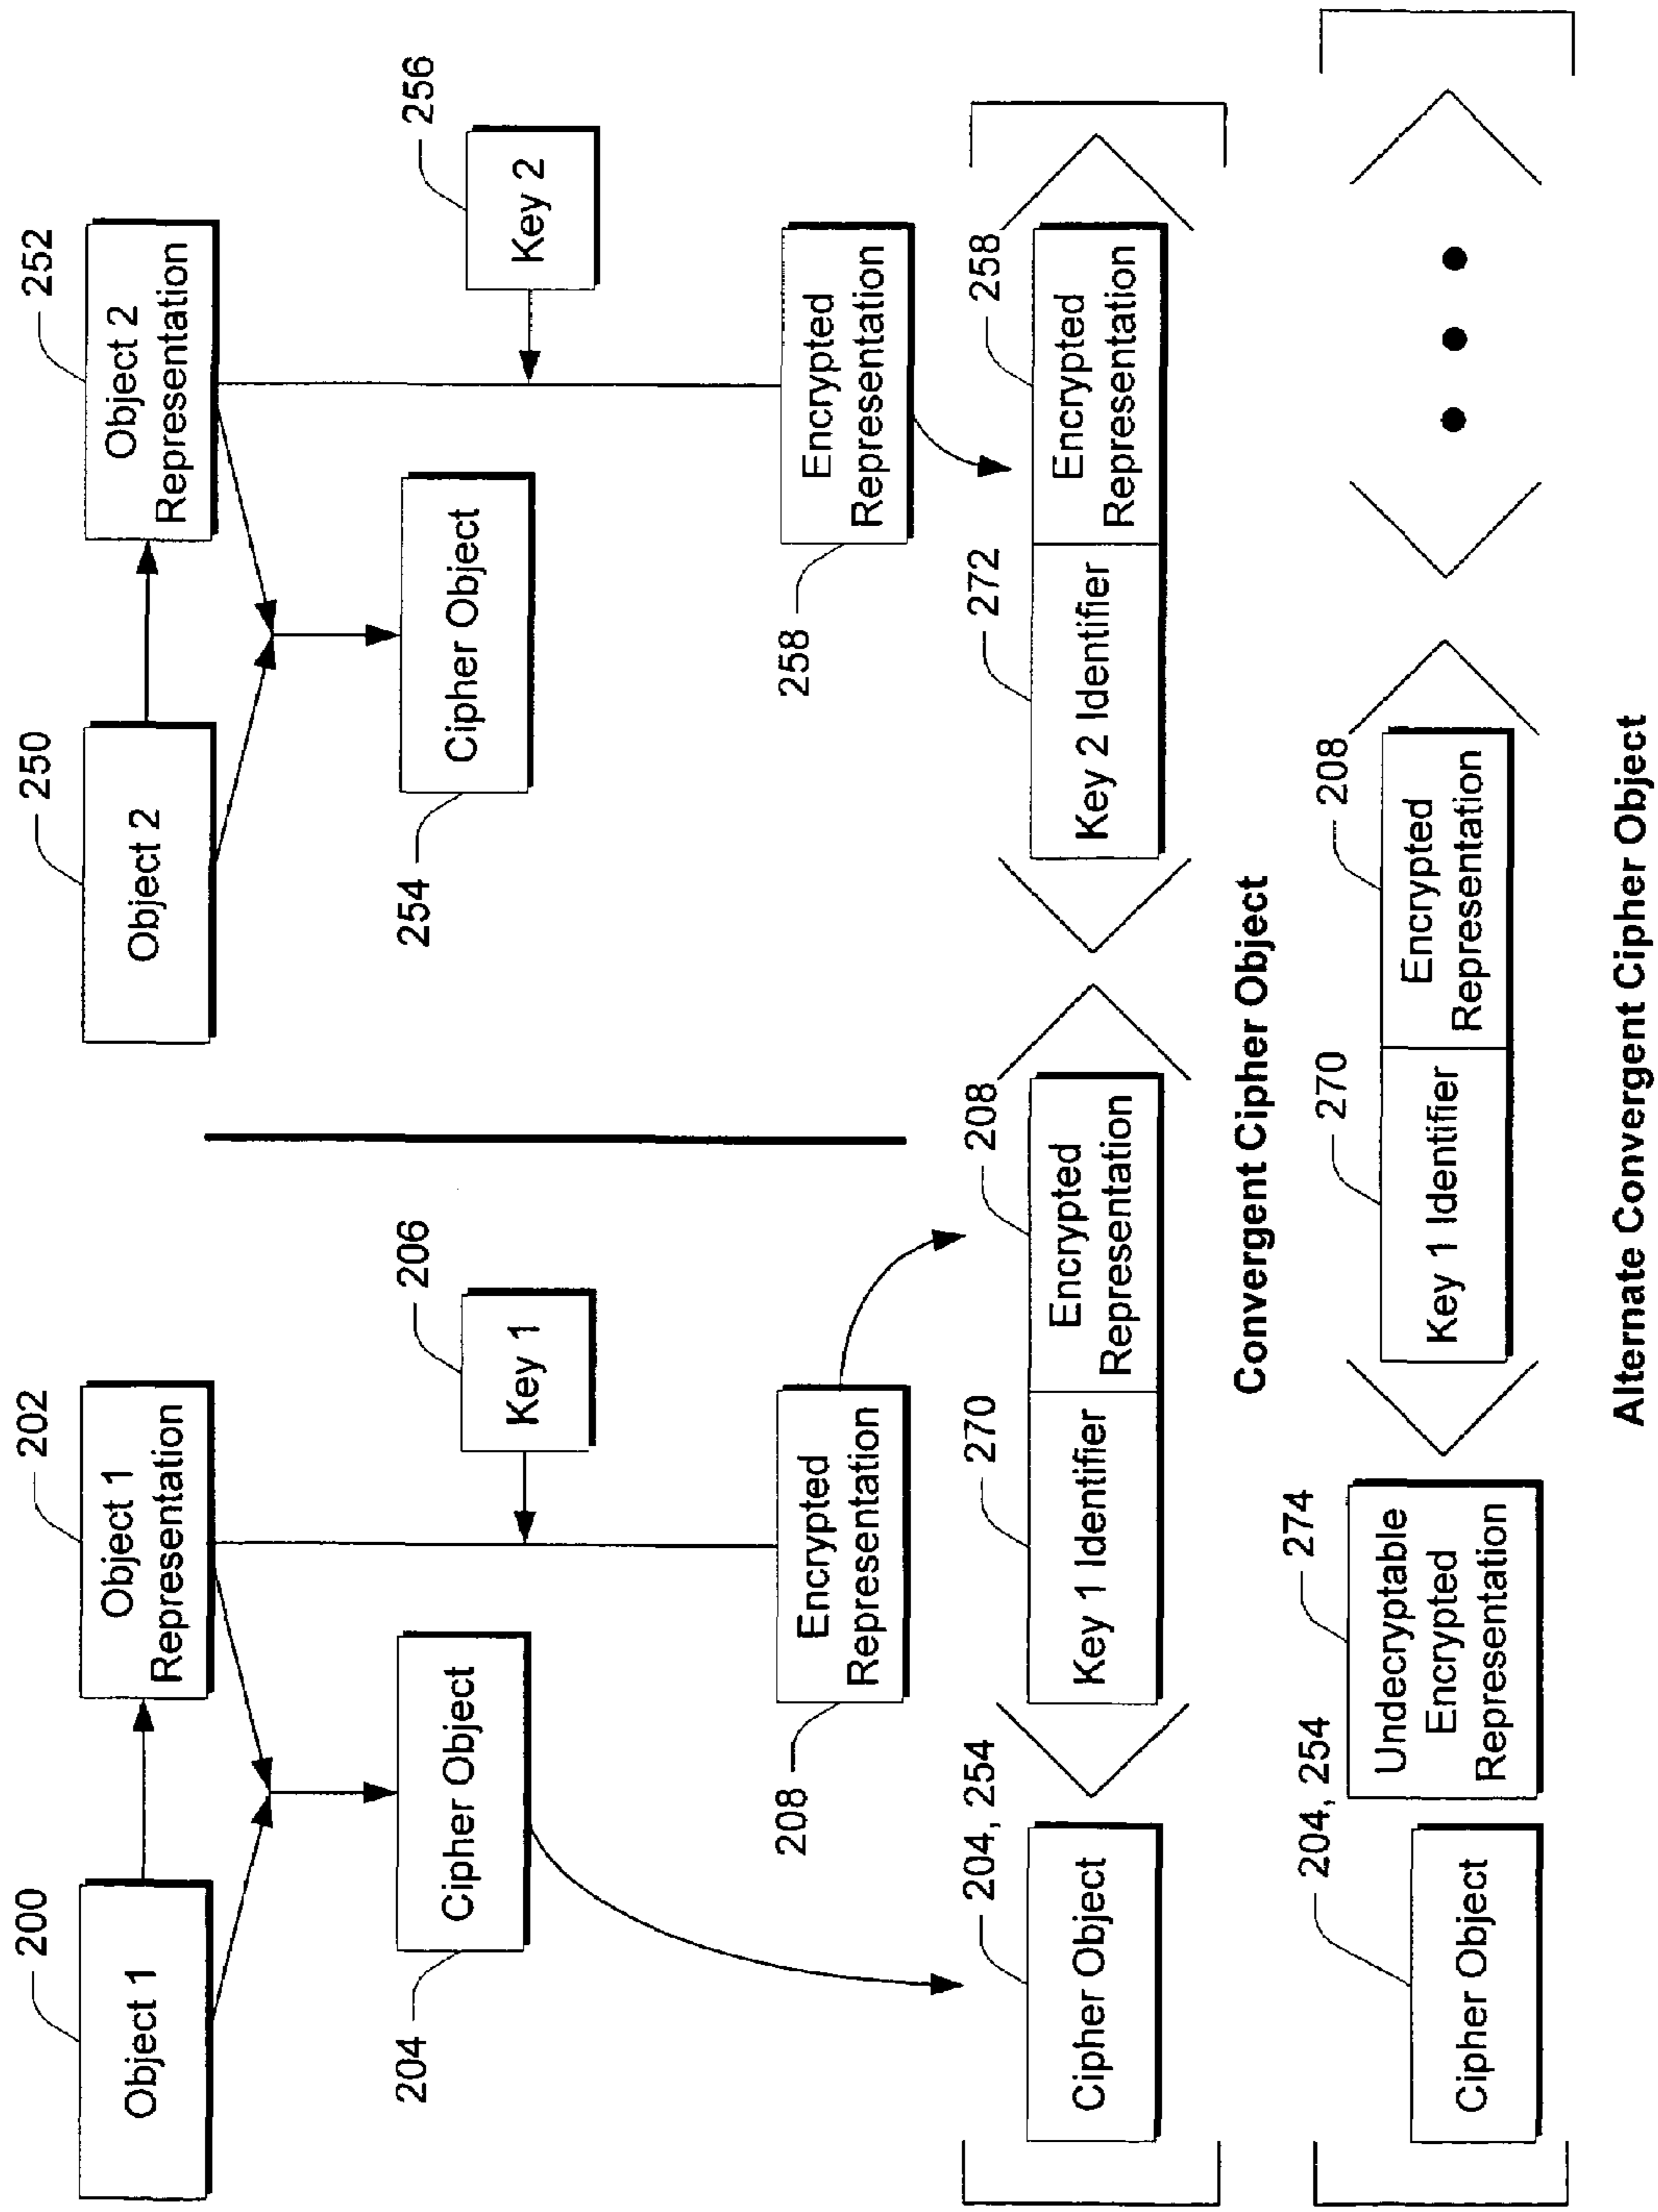 200
Object 1
202
Object 1
Representation
204
Cipher Object
206
Key 1
208
Encrypted
Representation
250
Object 2
252
Object 2
Representation
254
Cipher Object
256
Key 2
258
Encrypted
Representation
204, 254
Cipher Object
270
Key 1 Identifier
208
Encrypted
Representation
272
Key 2 Identifier
258
Encrypted
Representation
Convergent Cipher Object
204, 254
Cipher Object
274
Undecryptable
Encrypted
Representation
270
Key 1 Identifier
208
Encrypted
Representation
Alternate Convergent Cipher Object